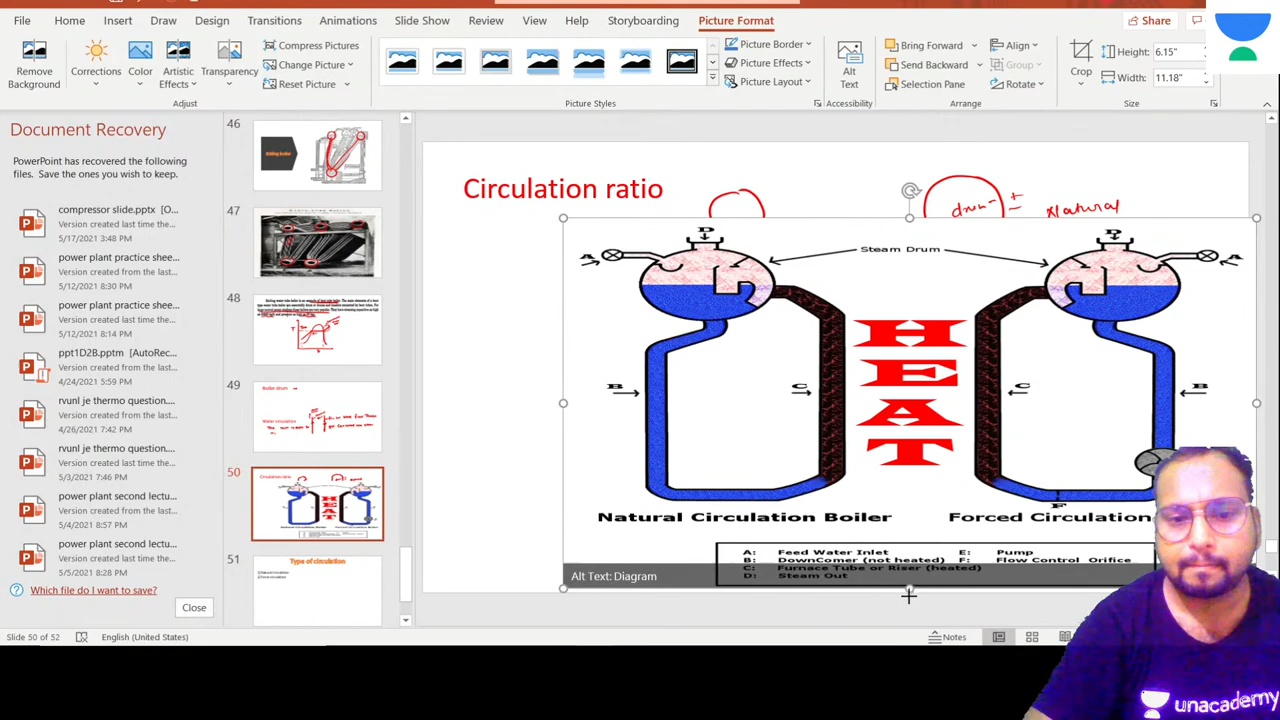 File Home Insert Draw Design Transitions Animations Slide Show Review View Help Storyboarding Picture Format Share
Remove Background
Corrections
Color
Artistic Effects
Transparency
Compress Pictures
Change Picture
Reset Picture
Adjust
Picture Styles
Picture Border
Picture Effects
Picture Layout
Alt Text
Accessibility
Bring Forward
Send Backward
Selection Pane
Align
Group
Rotate
Arrange
Crop
Height: 6.15"
Width: 11.18"
Size
Document Recovery
PowerPoint has recovered the following
files. Save the ones you wish to keep.
compressor slide.pptx [O...
Version created last time the...
5/17/2021 3:48 PM
power plant practice shee...
Version created last time the...
5/12/2021 8:30 PM
power plant practice shee...
Version created last time the...
5/12/2021 8:14 PM
ppt1D2B.pptm [AutoRec...
Version created last time the...
4/24/2021 5:59 PM
rvunl je thermo question....
Version created last time the...
4/26/2021 7:42 PM
rvunl je thermo question....
Version created last time the...
5/3/2021 7:46 PM
power plant second lectu...
Version created last time the...
5/4/2021 8:57 PM
power plant second lectu...
Version created last time the...
5/5/2021 8:28 PM
Which file do I want to save?
Close
46
47
48
49
Boiler drum
Water circulation
50
Circulation ratio
51
Type of circulation
Circulation ratio
drum
Natural
D
Steam Drum
D
A
A
HEAT
B
C
C
B
F
Natural Circulation Boiler
Forced Circulation
A: Feed Water Inlet E: Pump
B: DownComer (not heated) F: Flow Control Orifice
C: Furnace Tube or Riser (heated)
D: Steam Out
Alt Text: Diagram
Slide 50 of 52 English (United States) Notes
unacademy